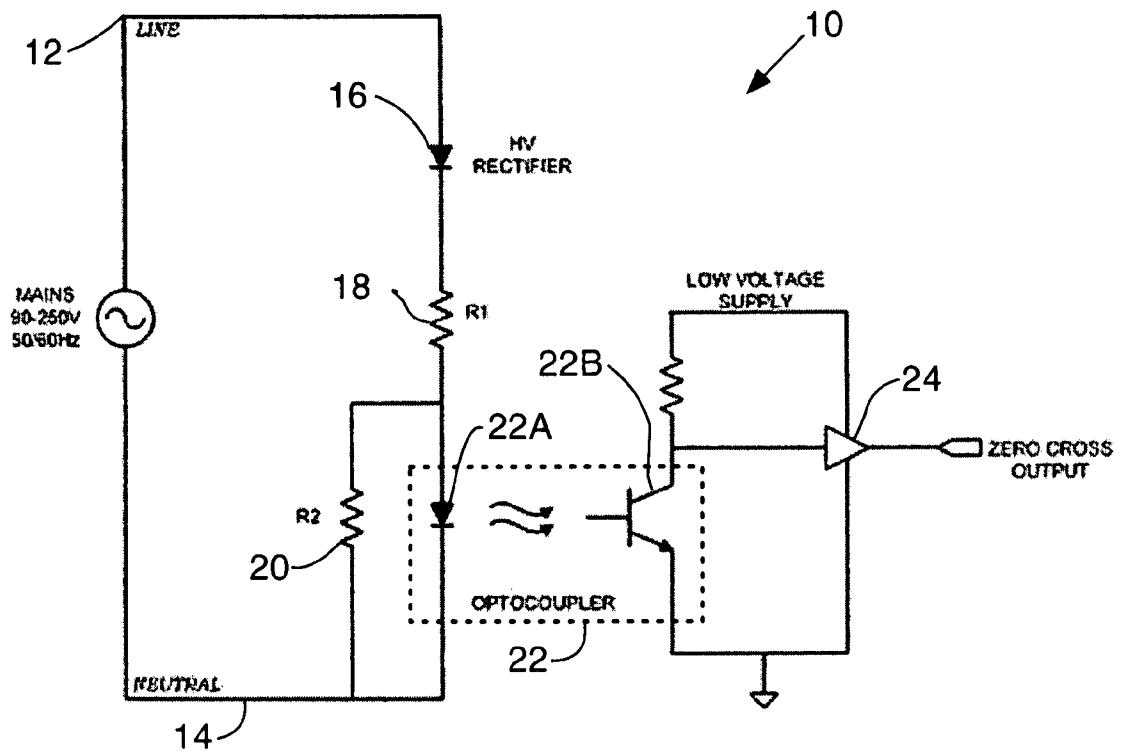 10
LINE
12
16
HV
RECTIFIER
18
R1
MAINS
90-250V
50/60Hz
LOW VOLTAGE
SUPPLY
22B
24
22A
ZERO CROSS
OUTPUT
R2
20
OPTOCOUPLER
22
NEUTRAL
14